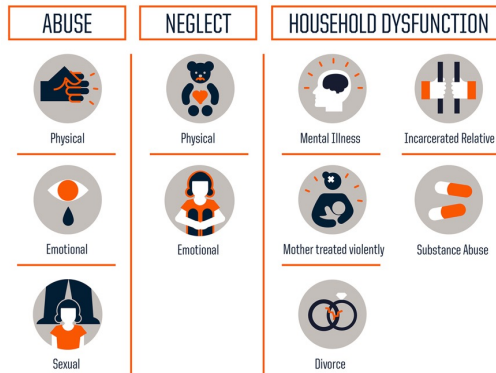 ABUSE
NEGLECT
HOUSEHOLD DYSFUNCTION
Physical
Physical
Mental Illness
Incarcerated Relative
Emotional
Emotional
Mother treated violently
Substance Abuse
Sexual
Divorce